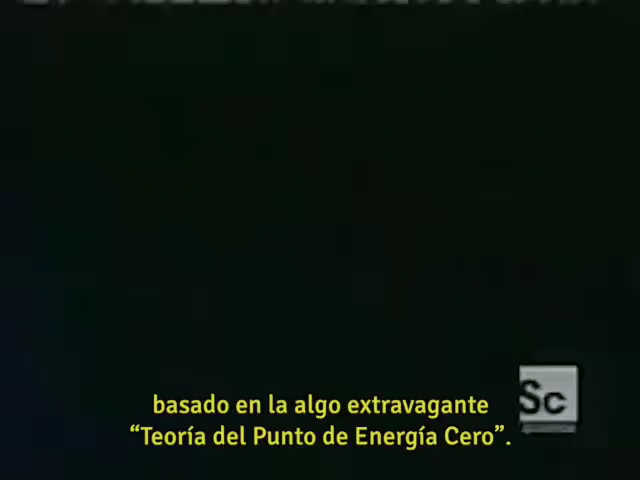 Sc
basado en la algo extravagante
“Teoría del Punto de Energía Cero”.